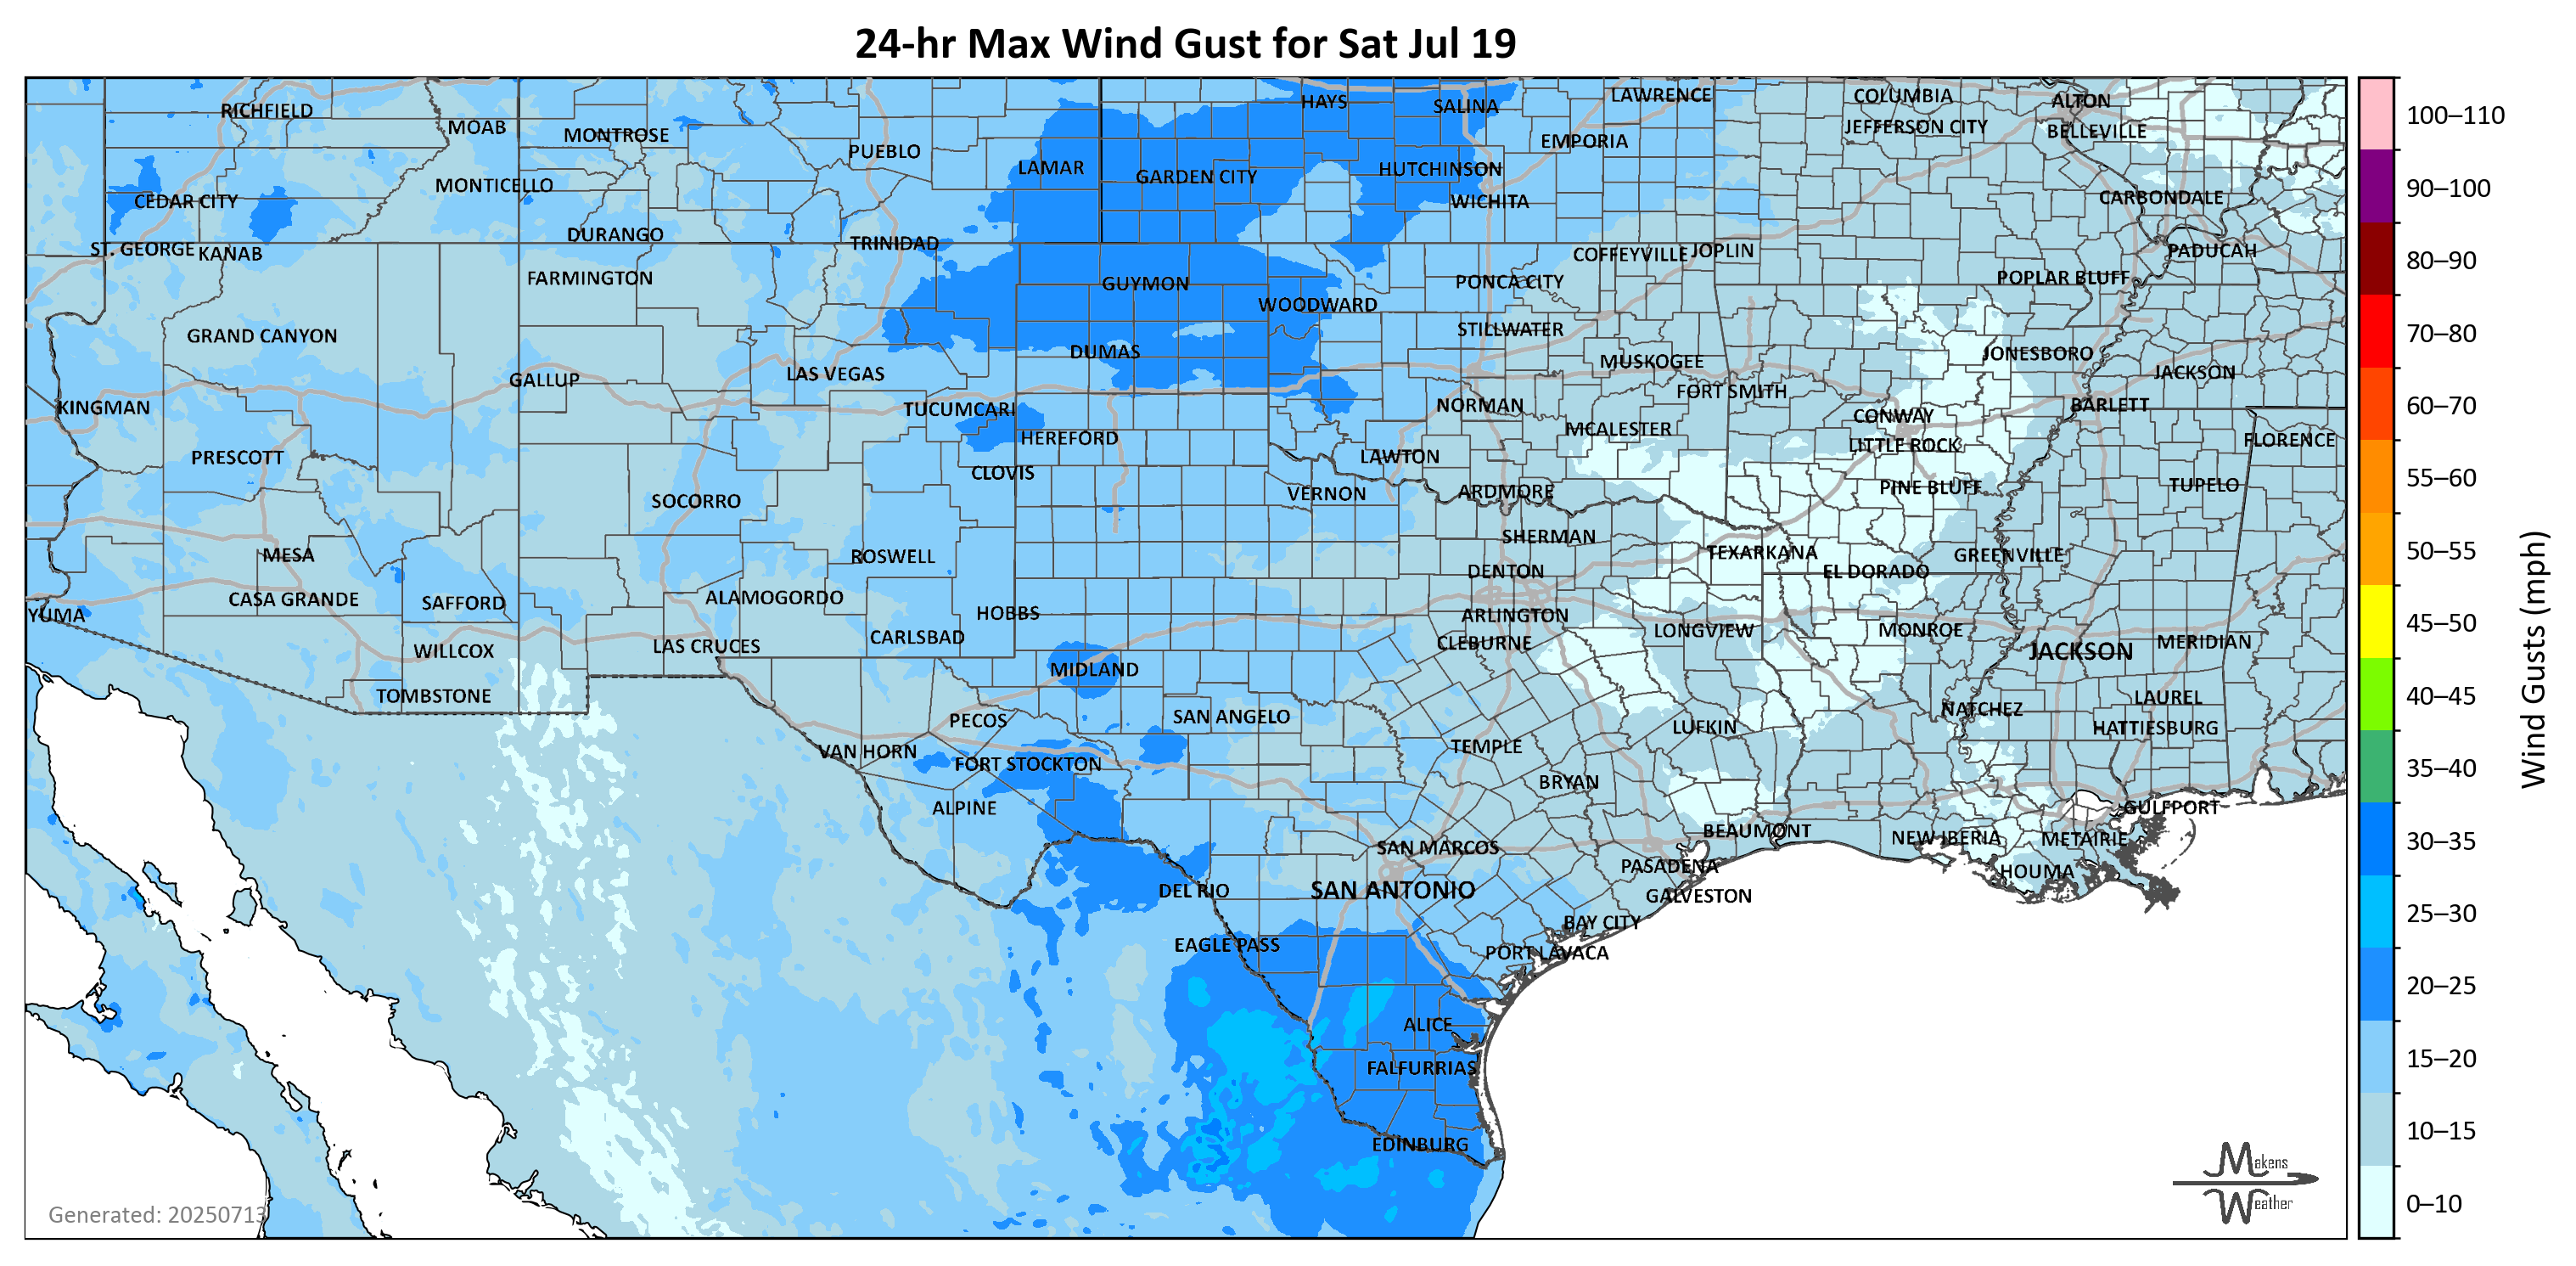 24-hr Max Wind Gust for Sat Jul 19
RICHFIELD
MOAB
MONTROSE
PUEBLO
LAMAR
HAYS
SALINA
LAWRENCE
COLUMBIA
ALTON
EMPORIA
JEFFERSON CITY
BELLEVILLE
CEDAR CITY
MONTICELLO
GARDEN CITY
HUTCHINSON
WICHITA
CARBONDALE
ST. GEORGE
KANAB
DURANGO
TRINIDAD
COFFEYVILLE
JOPLIN
PADUCAH
FARMINGTON
GUYMON
WOODWARD
PONCA CITY
POPLAR BLUFF
GRAND CANYON
DUMAS
STILLWATER
JONESBORO
GALLUP
LAS VEGAS
MUSKOGEE
FORT SMITH
JACKSON
KINGMAN
TUCUMCARI
NORMAN
CONWAY
BARLETT
PRESCOTT
HEREFORD
MCALESTER
LITTLE ROCK
FLORENCE
SOCORRO
CLOVIS
LAWTON
VERNON
ARDMORE
PINE BLUFF
TUPELO
MESA
ROSWELL
SHERMAN
TEXARKANA
GREENVILLE
CASA GRANDE
SAFFORD
ALAMOGORDO
DENTON
EL DORADO
YUMA
HOBBS
ARLINGTON
WILLCOX
LAS CRUCES
CARLSBAD
CLEBURNE
LONGVIEW
MONROE
JACKSON
MERIDIAN
TOMBSTONE
MIDLAND
PECOS
SAN ANGELO
LUFKIN
NATCHEZ
LAUREL
HATTIESBURG
VAN HORN
FORT STOCKTON
TEMPLE
ALPINE
BRYAN
GULFPORT
SAN MARCOS
BEAUMONT
NEW IBERIA
METAIRIE
DEL RIO
SAN ANTONIO
PASADENA
GALVESTON
HOUMA
EAGLE PASS
BAY CITY
PORT LAVACA
ALICE
FALFURRIAS
EDINBURG
Generated: 20250713
Makens
Weather
100–110
90–100
80–90
70–80
60–70
55–60
50–55
45–50
40–45
35–40
30–35
25–30
20–25
15–20
10–15
0–10
Wind Gusts (mph)